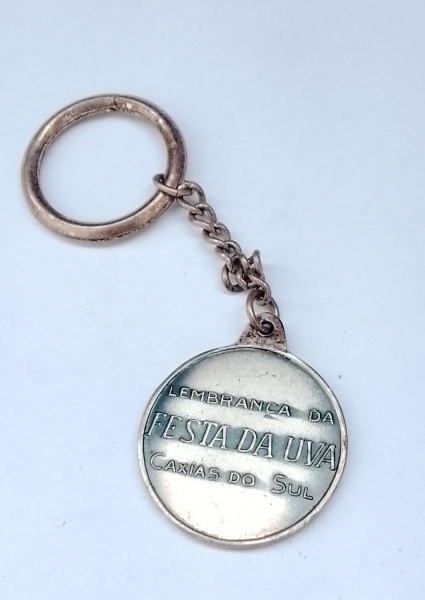 LEMBRANÇA DA
FESTA DA UVA
CAXIAS DO SUL